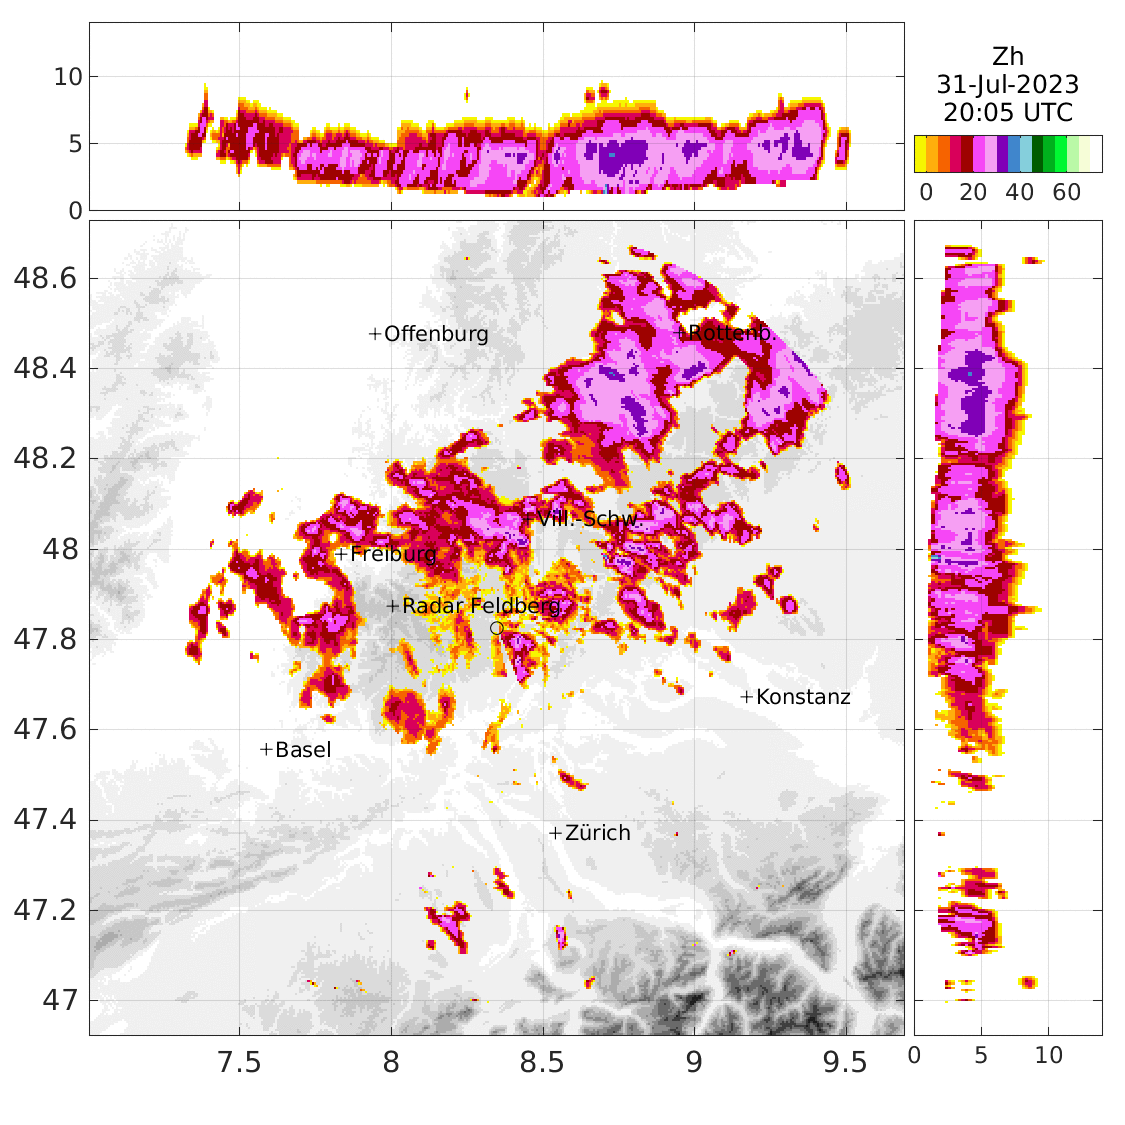 10
5
0
Zh
31-Jul-2023
20:05 UTC
0 20 40 60
48.6
48.4
48.2
48
47.8
47.6
47.4
47.2
47
Offenburg
Rottenb.
Vill.-Schw.
Freiburg
Radar Feldberg
Konstanz
Basel
Zürich
7.5 8 8.5 9 9.5
0 5 10